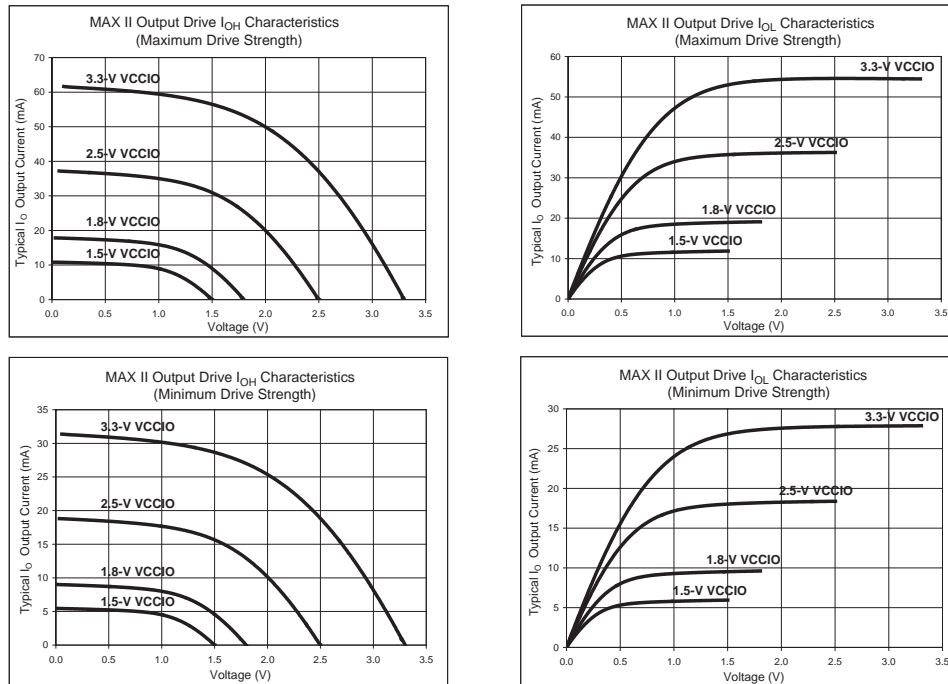 MAX II Output Drive IOH Characteristics
(Maximum Drive Strength)
70
60
50
40
30
20
10
0
Typical IO Output Current (mA)
3.3-V VCCIO
2.5-V VCCIO
1.8-V VCCIO
1.5-V VCCIO
0.0 0.5 1.0 1.5 2.0 2.5 3.0 3.5
Voltage (V)
MAX II Output Drive IOL Characteristics
(Maximum Drive Strength)
60
50
40
30
20
10
0
Typical IO Output Current (mA)
3.3-V VCCIO
2.5-V VCCIO
1.8-V VCCIO
1.5-V VCCIO
0.0 0.5 1.0 1.5 2.0 2.5 3.0 3.5
Voltage (V)
MAX II Output Drive IOH Characteristics
(Minimum Drive Strength)
35
30
25
20
15
10
5
0
Typical IO Output Current (mA)
3.3-V VCCIO
2.5-V VCCIO
1.8-V VCCIO
1.5-V VCCIO
0.0 0.5 1.0 1.5 2.0 2.5 3.0 3.5
Voltage (V)
MAX II Output Drive IOL Characteristics
(Minimum Drive Strength)
30
25
20
15
10
5
0
Typical IO Output Current (mA)
3.3-V VCCIO
2.5-V VCCIO
1.8-V VCCIO
1.5-V VCCIO
0.0 0.5 1.0 1.5 2.0 2.5 3.0 3.5
Voltage (V)